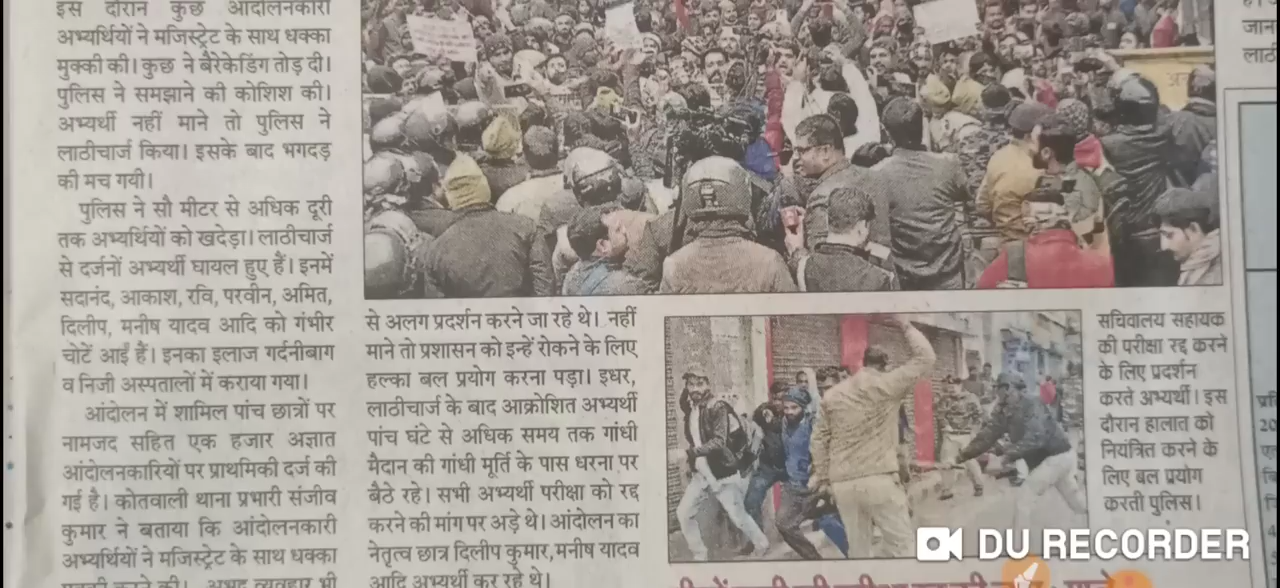 इस दौरान कुछ आंदोलनकारी
अभ्यर्थियों ने मजिस्ट्रेट के साथ धक्का
मुक्की की। कुछ ने बैरेकेडिंग तोड़ दी।
पुलिस ने समझाने की कोशिश की।
अभ्यर्थी नहीं माने तो पुलिस ने
लाठीचार्ज किया। इसके बाद भगदड़
की मच गयी।
पुलिस ने सौ मीटर से अधिक दूरी
तक अभ्यर्थियों को खदेड़ा। लाठीचार्ज
से दर्जनों अभ्यर्थी घायल हुए हैं। इनमें
सदानंद, आकाश, रवि, परवीन, अमित,
दिलीप, मनीष यादव आदि को गंभीर
चोटें आईं हैं। इनका इलाज गर्दनीबाग
व निजी अस्पतालों में कराया गया।
आंदोलन में शामिल पांच छात्रों पर
नामजद सहित एक हजार अज्ञात
आंदोलनकारियों पर प्राथमिकी दर्ज की
गई है। कोतवाली थाना प्रभारी संजीव
कुमार ने बताया कि आंदोलनकारी
अभ्यर्थियों ने मजिस्ट्रेट के साथ धक्का
से अलग प्रदर्शन करने जा रहे थे। नहीं
माने तो प्रशासन को इन्हें रोकने के लिए
हल्का बल प्रयोग करना पड़ा। इधर,
लाठीचार्ज के बाद आक्रोशित अभ्यर्थी
पांच घंटे से अधिक समय तक गांधी
मैदान की गांधी मूर्ति के पास धरना पर
बैठे रहे। सभी अभ्यर्थी परीक्षा को रद्द
करने की मांग पर अड़े थे। आंदोलन का
नेतृत्व छात्र दिलीप कुमार, मनीष यादव
आदि अभ्यर्थी कर रहे थे।
सचिवालय सहायक
की परीक्षा रद्द करने
के लिए प्रदर्शन
करते अभ्यर्थी। इस
दौरान हालात को
नियंत्रित करने के
लिए बल प्रयोग
करती पुलिस।
DU RECORDER